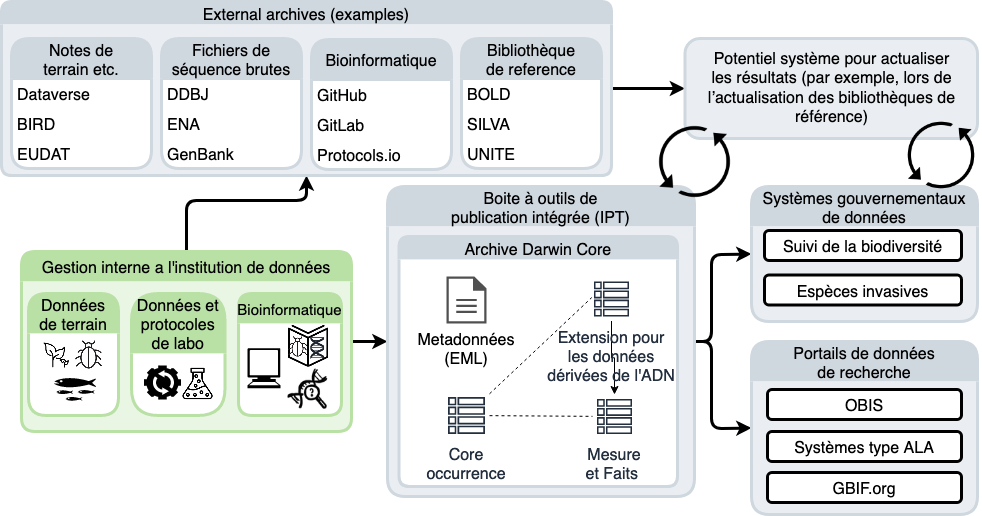 External archives (examples)
Notes de
terrain etc.
Dataverse
BIRD
EUDAT
Fichiers de
séquence brutes
DDBJ
ENA
GenBank
Bioinformatique
GitHub
GitLab
Protocols.io
Bibliothèque
de reference
BOLD
SILVA
UNITE
Potentiel système pour actualiser
les résultats (par exemple, lors de
l'actualisation des bibliothèques de
référence)
Gestion interne a l'institution de données
Données
de terrain
Données et
protocoles
de labo
Bioinformatique
Boite à outils de
publication intégrée (IPT)
Archive Darwin Core
Metadonnées
(EML)
Extension pour
les données
dérivées de l'ADN
Core
occurrence
Mesure
et Faits
Systèmes gouvernementaux
de données
Suivi de la biodiversité
Espèces invasives
Portails de données
de recherche
OBIS
Systèmes type ALA
GBIF.org